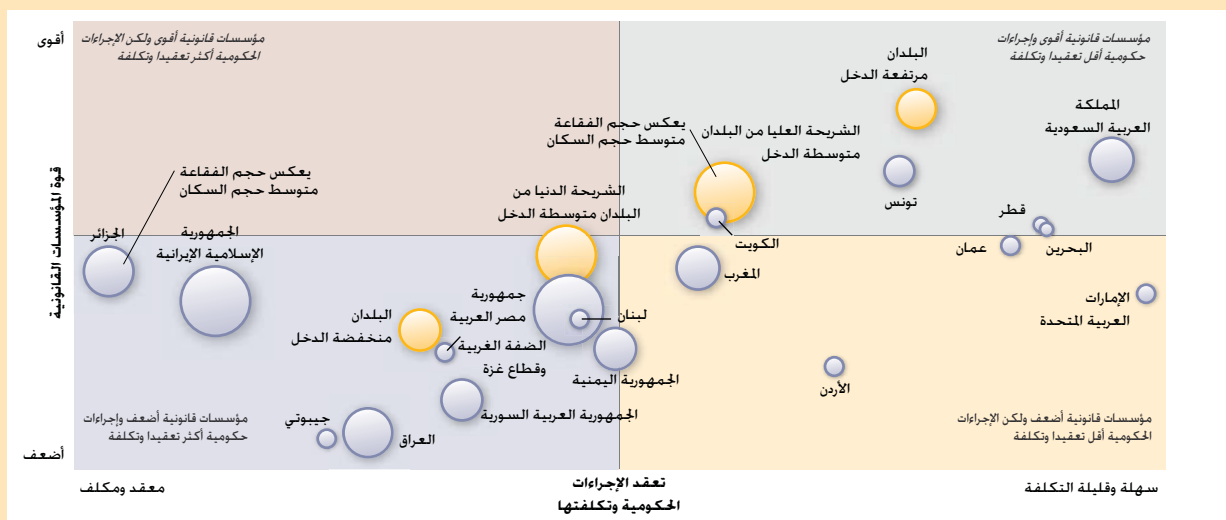 أقوى
مؤسسات قانونية أقوى وإجراءات
حكومية أقل تعقيدا وتكلفة
مؤسسات قانونية أقوى ولكن الإجراءات
الحكومية أكثر تعقيدا وتكلفة
البلدان
مرتفعة الدخل
المملكة
العربية السعودية
يعكس حجم الفقاعة
متوسط حجم السكان
الشريحة العليا من البلدان
متوسطة الدخل
تونس
يعكس حجم الفقاعة
متوسط حجم السكان
الشريحة الدنيا من
البلدان متوسطة الدخل
قطر
البحرين
عمان
الكويت
المغرب
الجزائر
الجمهورية
الإسلامية الإيرانية
قوة المؤسسات القانونية
الإمارات
العربية المتحدة
جمهورية
مصر العربية
لبنان
البلدان
منخفضة الدخل
الضفة الغربية
وقطاع غزة
الجمهورية اليمنية
الأردن
الجمهورية العربية السورية
جيبوتي
العراق
مؤسسات قانونية أضعف ولكن الإجراءات
الحكومية أقل تعقيدا وتكلفة
مؤسسات قانونية أضعف وإجراءات
حكومية أكثر تعقيدا وتكلفة
أضعف
سهلة وقليلة التكلفة
تعقد الإجراءات
الحكومية وتكلفتها
معقد ومكلف